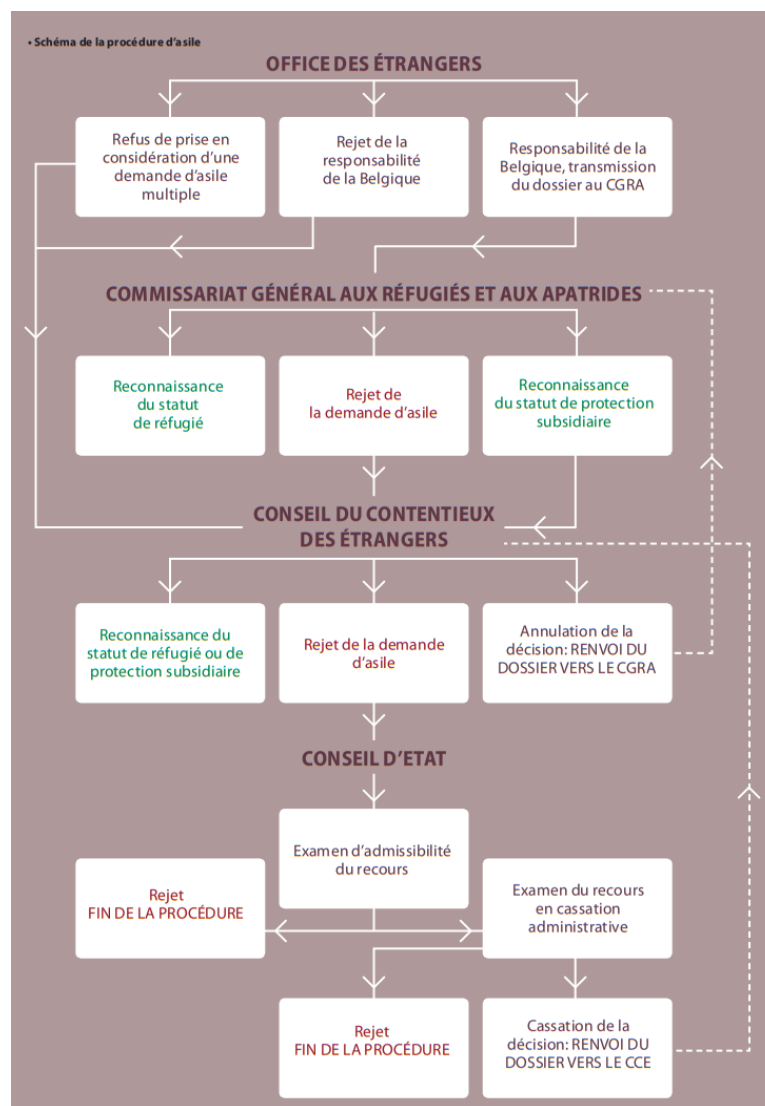 • Schéma de la procédure d'asile
OFFICE DES ÉTRANGERS
Refus de prise en
considération d'une
demande d'asile
multiple
Rejet de la
responsabilité
de la Belgique
Responsabilité de la
Belgique, transmission
du dossier au CGRA
COMMISSARIAT GÉNÉRAL AUX RÉFUGIÉS ET AUX APATRIDES
Reconnaissance
du statut
de réfugié
Rejet de
la demande d'asile
Reconnaissance
du statut de protection
subsidiaire
CONSEIL DU CONTENTIEUX
DES ÉTRANGERS
Reconnaissance du
statut de réfugié ou de
protection subsidiaire
Rejet de la demande
d'asile
Annulation de la
décision: RENVOI DU
DOSSIER VERS LE CGRA
CONSEIL D'ETAT
Examen d'admissibilité
du recours
Rejet
FIN DE LA PROCÉDURE
Examen du recours
en cassation
administrative
Rejet
FIN DE LA PROCÉDURE
Cassation de la
décision: RENVOI DU
DOSSIER VERS LE CCE